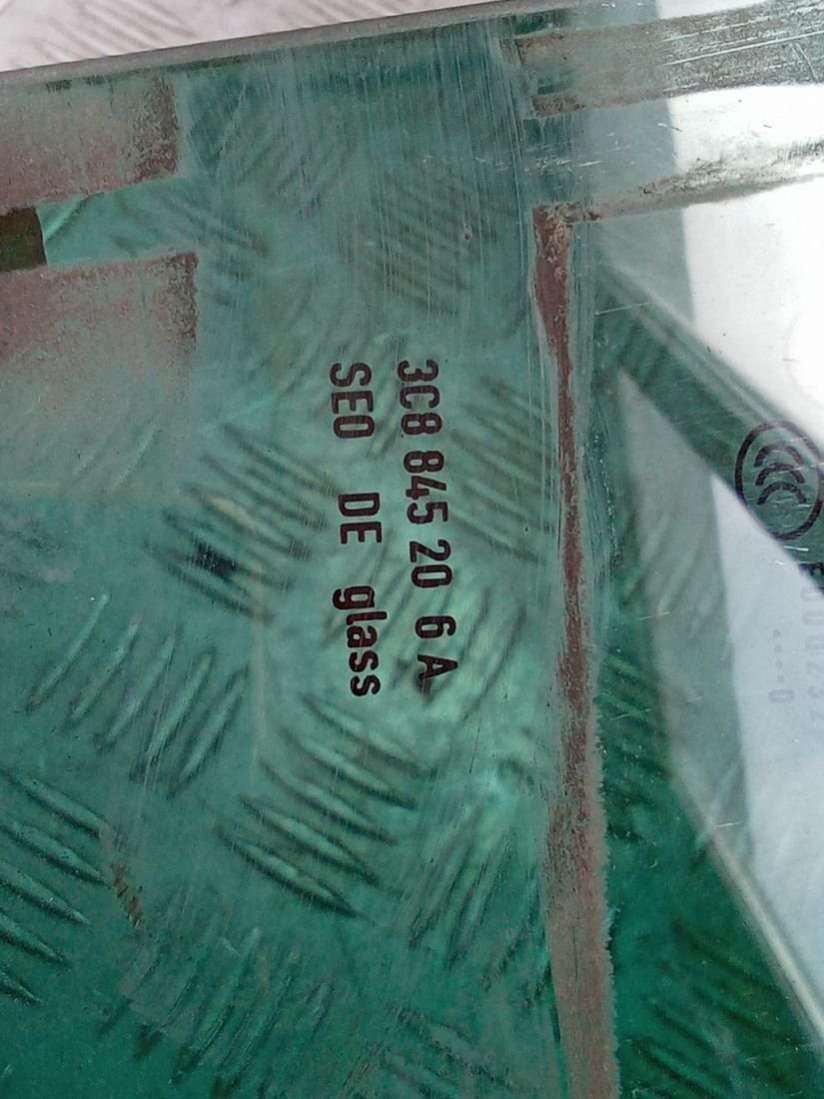 3C8 845 20 6 A
SEO DE glass